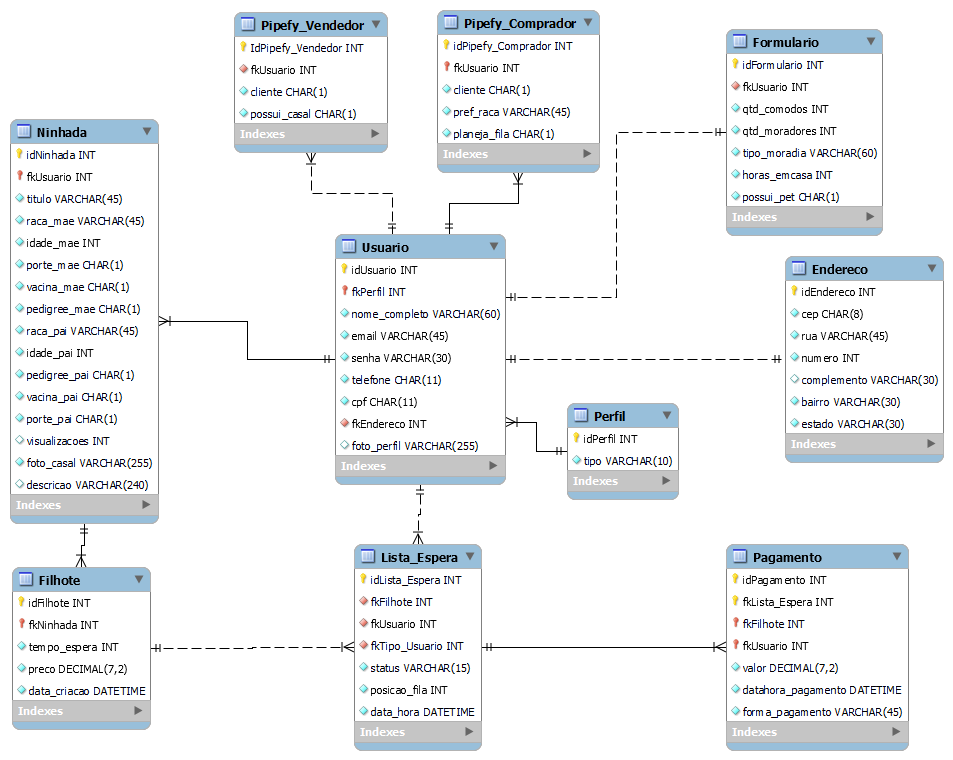 Pipefy_Vendedor
IdPipefy_Vendedor INT
fkUsuario INT
cliente CHAR(1)
possui_casal CHAR(1)
Indexes
Pipefy_Comprador
idPipefy_Comprador INT
fkUsuario INT
cliente CHAR(1)
pref_raca VARCHAR(45)
planeja_fila CHAR(1)
Indexes
Formulario
idFormulario INT
fkUsuario INT
qtd_comodos INT
qtd_moradores INT
tipo_moradia VARCHAR(60)
horas_emcasa INT
possui_pet CHAR(1)
Indexes
Ninhada
idNinhada INT
fkUsuario INT
titulo VARCHAR(45)
raca_mae VARCHAR(45)
idade_mae INT
porte_mae CHAR(1)
vacina_mae CHAR(1)
pedigree_mae CHAR(1)
raca_pai VARCHAR(45)
idade_pai INT
pedigree_pai CHAR(1)
vacina_pai CHAR(1)
porte_pai CHAR(1)
visualizacoes INT
foto_casal VARCHAR(255)
descricao VARCHAR(240)
Indexes
Usuario
idUsuario INT
fkPerfil INT
nome_completo VARCHAR(60)
email VARCHAR(45)
senha VARCHAR(30)
telefone CHAR(11)
cpf CHAR(11)
fkEndereco INT
foto_perfil VARCHAR(255)
Indexes
Endereco
idEndereco INT
cep CHAR(8)
rua VARCHAR(45)
numero INT
complemento VARCHAR(30)
bairro VARCHAR(30)
estado VARCHAR(30)
Indexes
Perfil
idPerfil INT
tipo VARCHAR(10)
Indexes
Filhote
idFilhote INT
fkNinhada INT
tempo_espera INT
preco DECIMAL(7,2)
data_criacao DATETIME
Indexes
Lista_Espera
idLista_Espera INT
fkFilhote INT
fkUsuario INT
fkTipo_Usuario INT
status VARCHAR(15)
posicao_fila INT
data_hora DATETIME
Indexes
Pagamento
idPagamento INT
fkLista_Espera INT
fkFilhote INT
fkUsuario INT
valor DECIMAL(7,2)
datahora_pagamento DATETIME
forma_pagamento VARCHAR(45)
Indexes